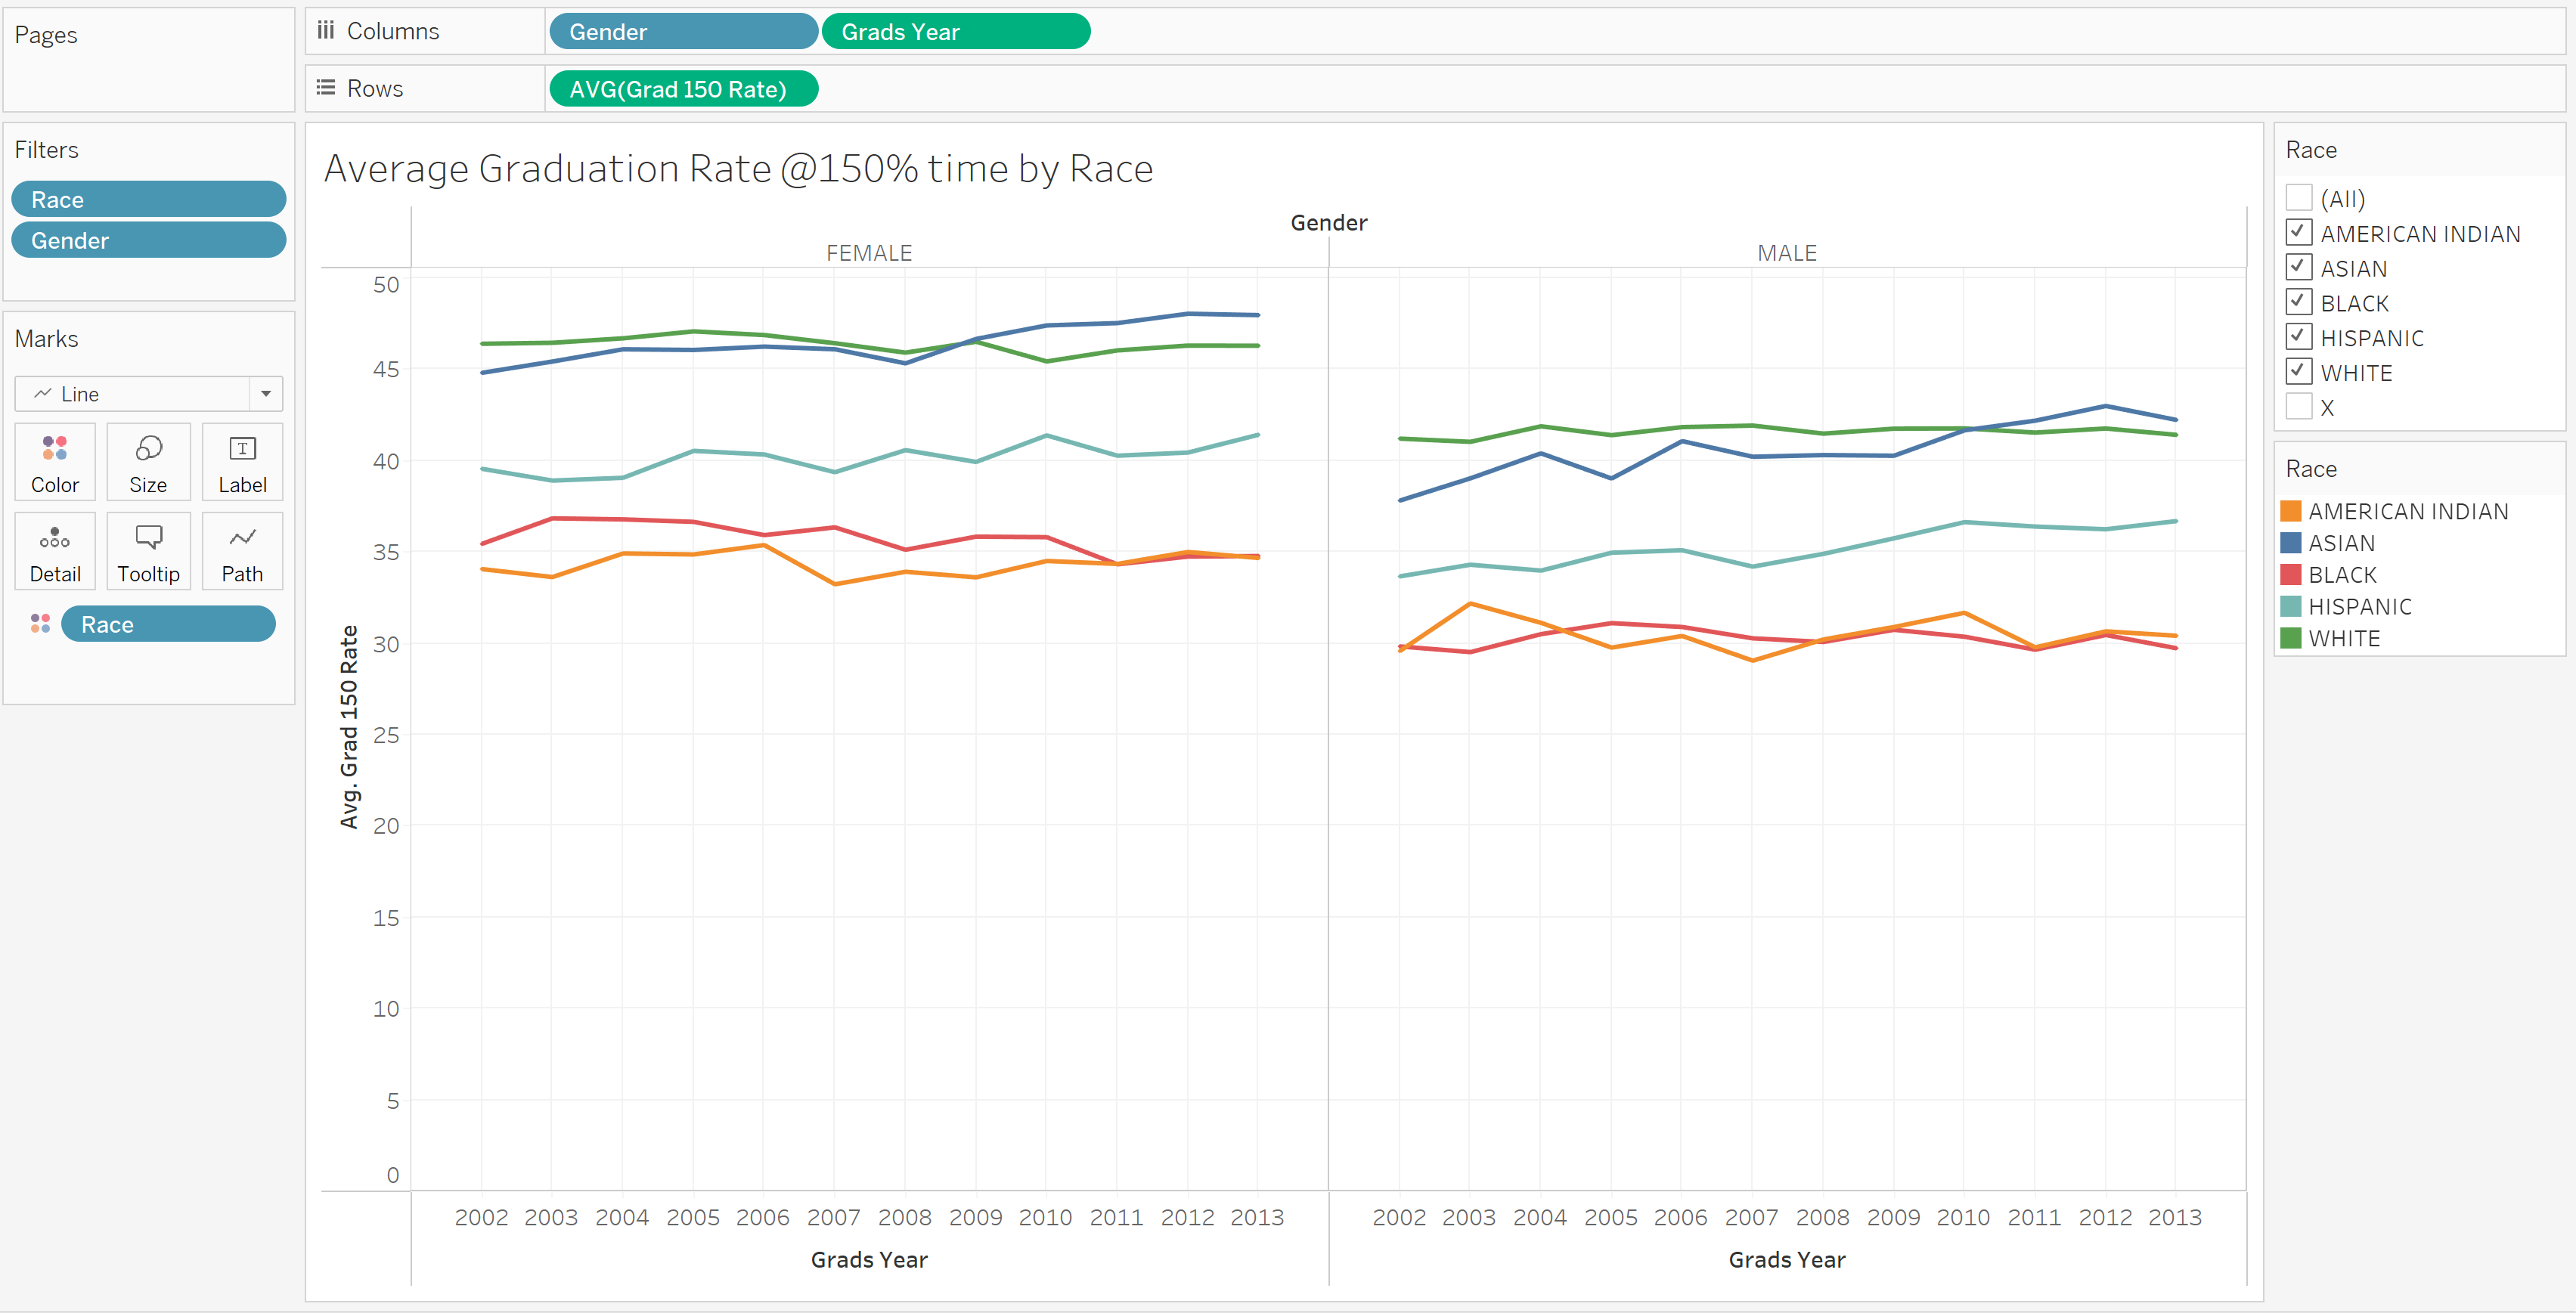 Pages
Columns
Gender
Grads Year
Rows
AVG(Grad 150 Rate)
Filters
Race
Gender
Marks
Line
Color
Size
Label
Detail
Tooltip
Path
Race
Average Graduation Rate @150% time by Race
Gender
FEMALE
MALE
Avg. Grad 150 Rate
50
45
40
35
30
25
20
15
10
5
0
2002 2003 2004 2005 2006 2007 2008 2009 2010 2011 2012 2013
2002 2003 2004 2005 2006 2007 2008 2009 2010 2011 2012 2013
Grads Year
Grads Year
Race
(All)
AMERICAN INDIAN
ASIAN
BLACK
HISPANIC
WHITE
X
Race
AMERICAN INDIAN
ASIAN
BLACK
HISPANIC
WHITE